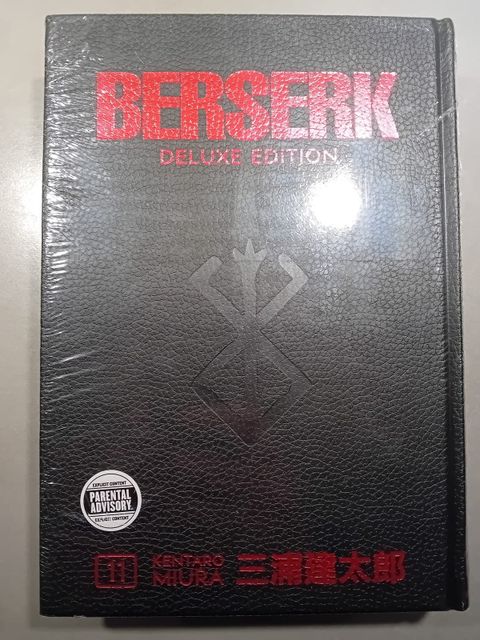 BERSERK
DELUXE EDITION
EXPLICIT CONTENT
PARENTAL
ADVISORY
EXPLICIT CONTENT
11
KENTARO
MIURA
三浦建太郎